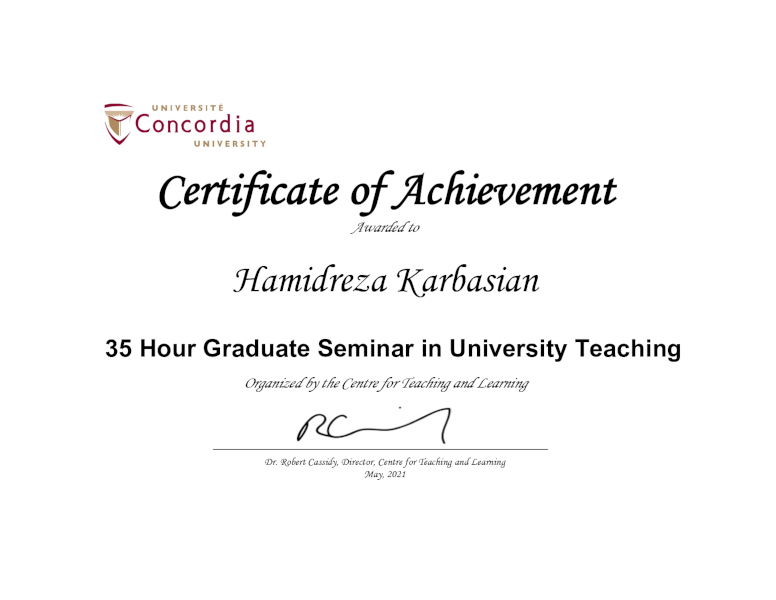 UNIVERSITÉ
Concordia
UNIVERSITY
Certificate of Achievement
Awarded to
Hamidreza Karbasian
35 Hour Graduate Seminar in University Teaching
Organized by the Centre for Teaching and Learning
Dr. Robert Cassidy, Director, Centre for Teaching and Learning
May, 2021